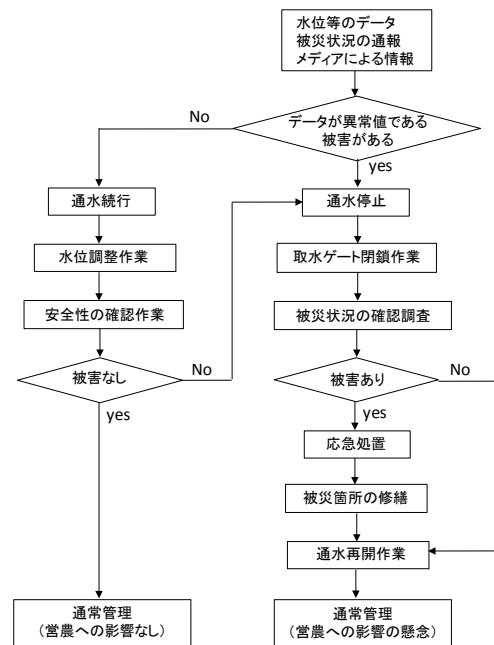 水位等のデータ
被災状況の通報
メディアによる情報
データが異常値である
被害がある
No
yes
通水続行
水位調整作業
安全性の確認作業
被害なし
No
yes
通常管理
(営農への影響なし)
通水停止
取水ゲート閉鎖作業
被災状況の確認調査
被害あり
No
yes
応急処置
被災箇所の修繕
通水再開作業
通常管理
(営農への影響の懸念)